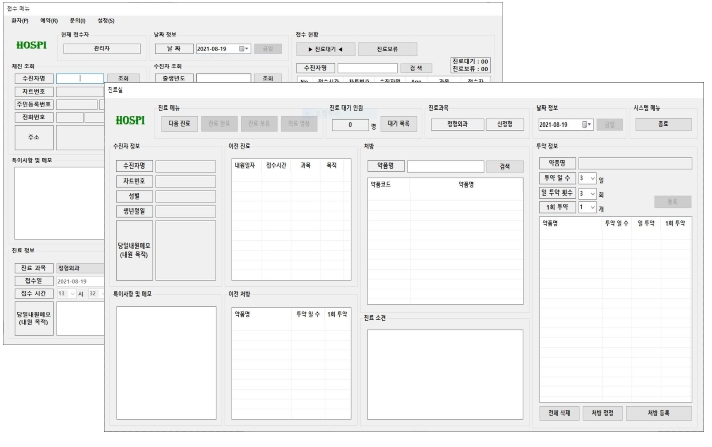 접수 메뉴
환자(P) 예약(R) 문의(I) 설정(S)
HOSPI
현재 접수자
관리자
날짜 정보
날 짜 2021-08-19 금일
접수 현황
▶ 진료대기 ◀ 진료보류
수진자명 검 색
진료대기 : 00
진료보류 : 00
재진 조회
수진자명 조회
차트번호
주민등록번호
전화번호
주소
수진자 조회
출생년도 조회
특이사항 및 메모
진료 정보
진료 과목 정형외과
접수일 2021-08-19
접수 시간 13 시 32
당일내원메모
(내원 목적)
진료실
HOSPI
진료 메뉴
다음 진료 진료 완료 진료 보류
진료 대기 인원
0 명 대기 목록
진료과목
정형외과 신정형
날짜 정보
2021-08-19 금일
시스템 메뉴
종료
수진자 정보
수진자명
차트번호
성별
생년월일
당일내원메모
(내원 목적)
특이사항 및 메모
이전 진료
내원일자 접수시간 과목 목적
이전 처방
약품명 투약 일 수 1회 투약
처방
약품명 검색
약품코드 약품명
진료 소견
투약 정보
약품명
투약 일 수 3 일
일 투약 횟수 3 회
1회 투약 1 개
약품명 투약 일 수 일 투약 1회 투약
전체 삭제 처방 정정 처방 등록